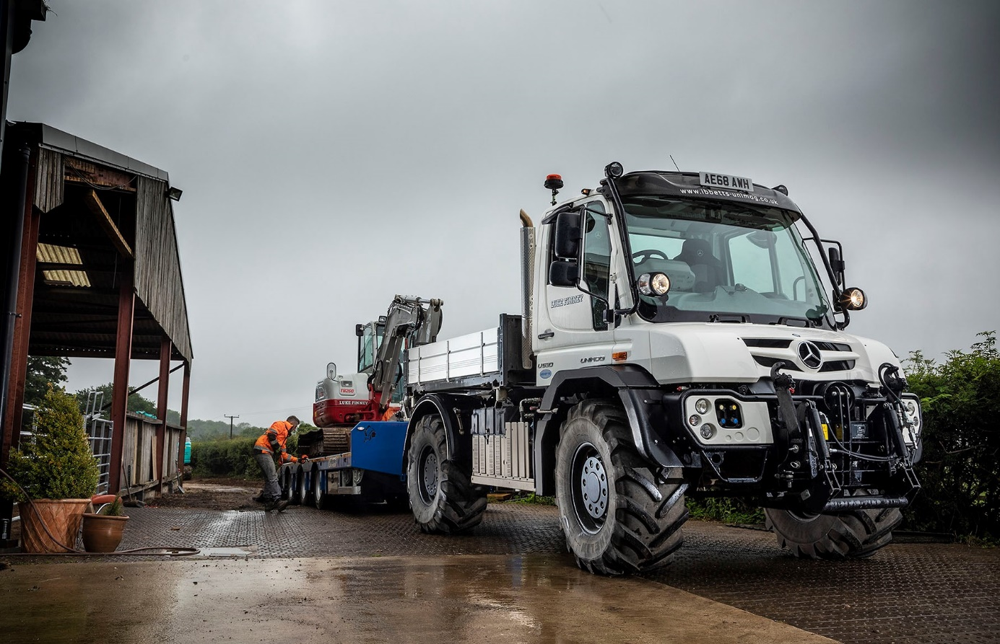 AE68 AWH
www.ibbetts-unimog.co.uk
LUKE FINNEY
UNIMOG
U530
TB260
LUKE FINNEY